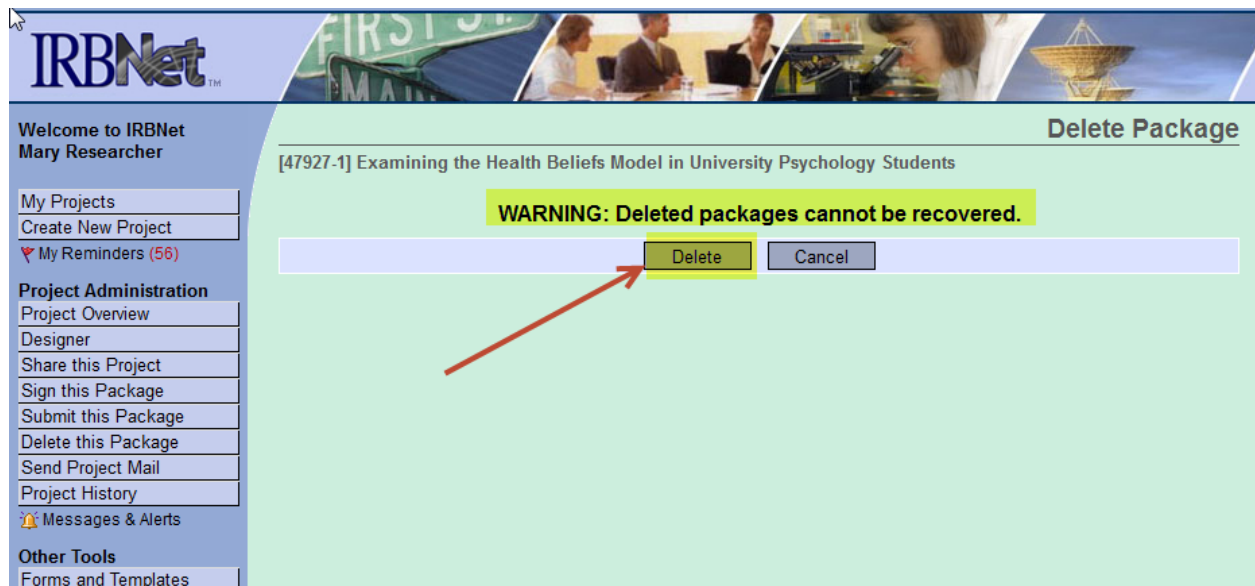 FIRST ST.
MAIN
IRBNet™
Welcome to IRBNet
Mary Researcher
My Projects
Create New Project
My Reminders (56)
Project Administration
Project Overview
Designer
Share this Project
Sign this Package
Submit this Package
Delete this Package
Send Project Mail
Project History
Messages & Alerts
Other Tools
Forms and Templates
Delete Package
[47927-1] Examining the Health Beliefs Model in University Psychology Students
WARNING: Deleted packages cannot be recovered.
Delete Cancel